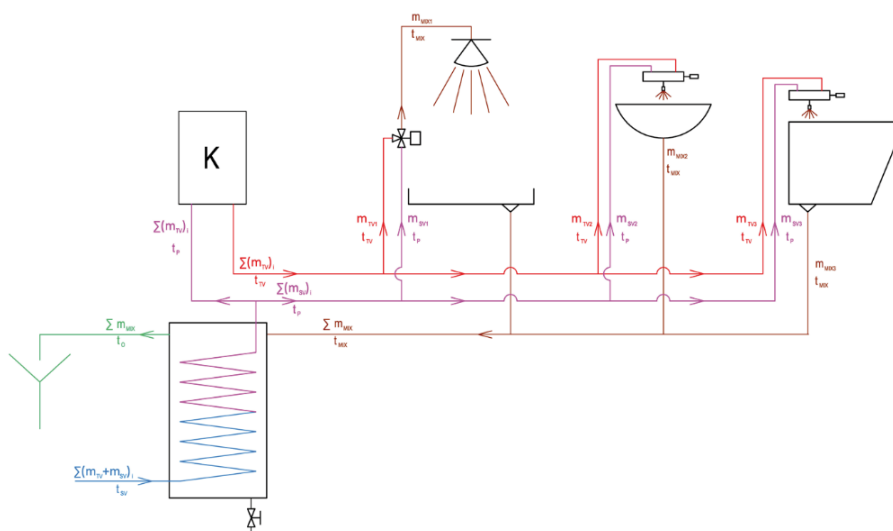 m_MIX1
t_MIX
K
m_MIX2
t_MIX
m_TV1
t_TV
m_SV1
t_P
m_TV2
t_TV
m_SV2
t_P
m_TV3
t_TV
m_SV3
t_P
∑(m_TV)_i
t_P
∑(m_TV)_i
t_TV
∑(m_SV)_i
t_P
m_MIX3
t_MIX
∑ m_MIX
t_O
∑ m_MIX
t_MIX
∑(m_TV+m_SV)_i
t_SV